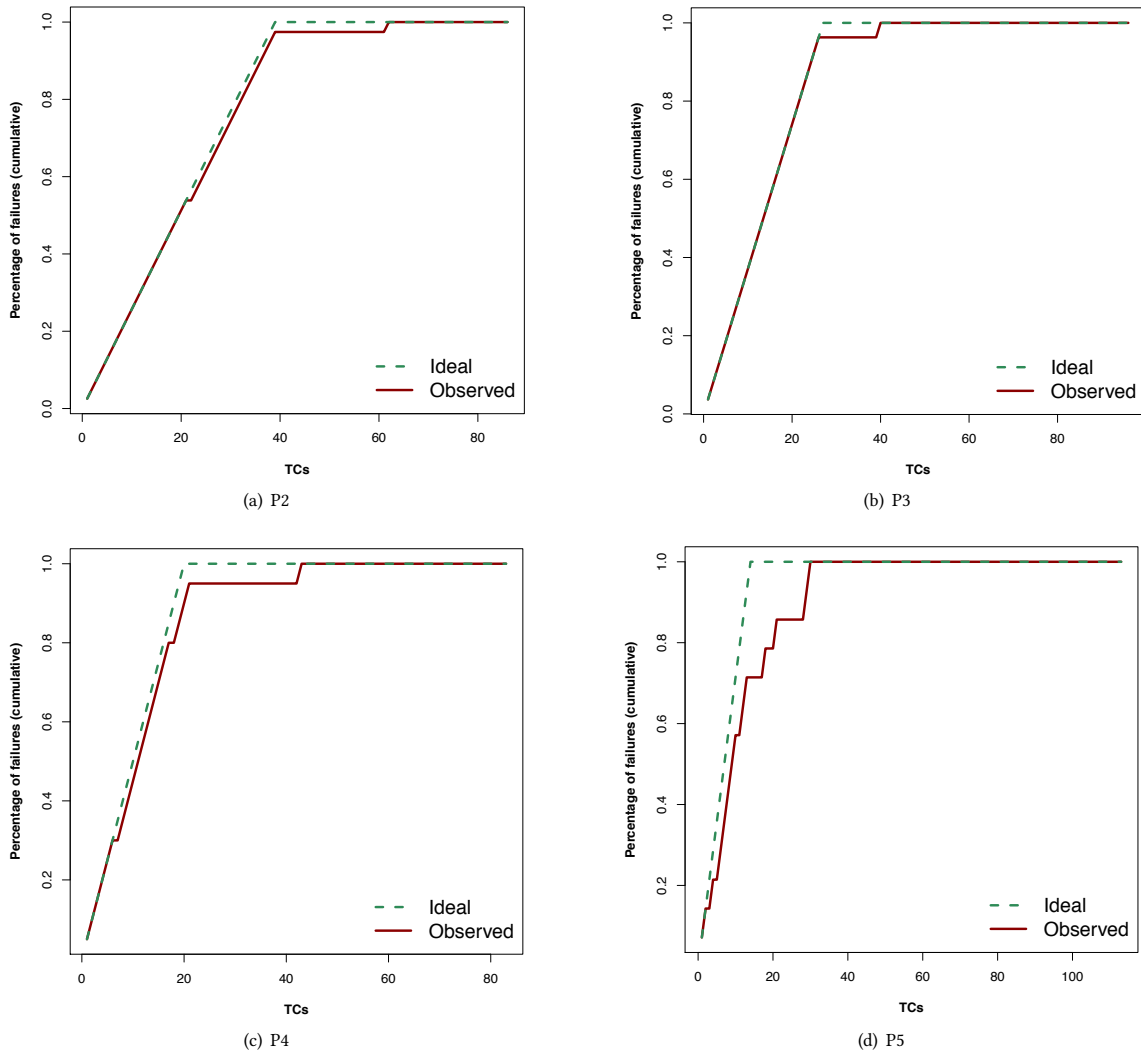 Percentage of failures (cumulative)
0.0 0.2 0.4 0.6 0.8 1.0
Ideal
Observed
0 20 40 60 80
TCs
(a) P2
Percentage of failures (cumulative)
0.0 0.2 0.4 0.6 0.8 1.0
Ideal
Observed
0 20 40 60 80
TCs
(b) P3
Percentage of failures (cumulative)
0.2 0.4 0.6 0.8 1.0
Ideal
Observed
0 20 40 60 80
TCs
(c) P4
Percentage of failures (cumulative)
0.2 0.4 0.6 0.8 1.0
Ideal
Observed
0 20 40 60 80 100
TCs
(d) P5